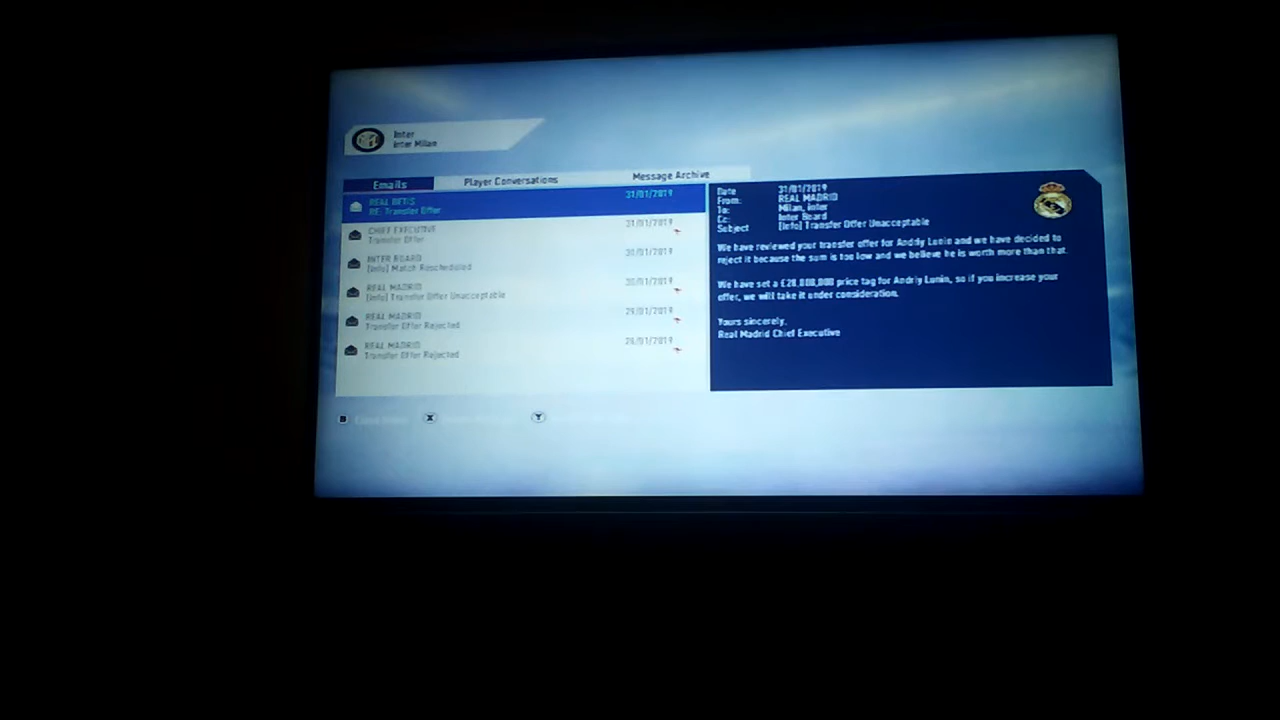 Inter
Inter Milan
Emails
Player Conversations
Message Archive
REAL BETIS
31/01/2019
RE: Transfer Offer
CHIEF EXECUTIVE
31/01/2019
Transfer Offer
INTER BOARD
30/01/2019
[Info] Match Rescheduled
REAL MADRID
30/01/2019
[Info] Transfer Offer Unacceptable
REAL MADRID
29/01/2019
Transfer Offer Rejected
REAL MADRID
28/01/2019
Transfer Offer Rejected
X
Y
Date 31/01/2019
From: REAL MADRID
To: Milan, Inter
Cc: Inter Board
Subject [Info] Transfer Offer Unacceptable
We have reviewed your transfer offer for Andriy Lunin and we have decided to
reject it because the sum is too low and we believe he is worth more than that.
We have set a £28,000,000 price tag for Andriy Lunin, so if you increase your
offer, we will take it under consideration.
Yours sincerely,
Real Madrid Chief Executive